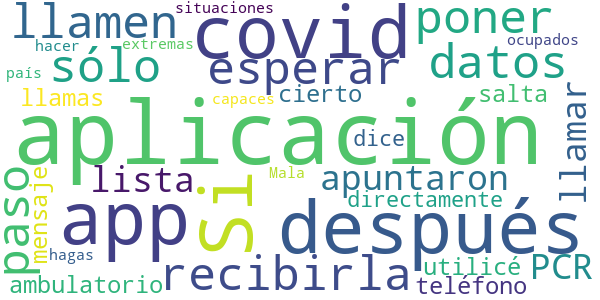 situaciones
llamen covid poner
hacer extremas ocupados
sólo esperar datos
país
llamas capaces cierto salta
aplicación llamar
dice
paso mensaje lista Si Mala apuntaron
app después directamente
hagas recibirla utilicé PCR
ambulatorio teléfono